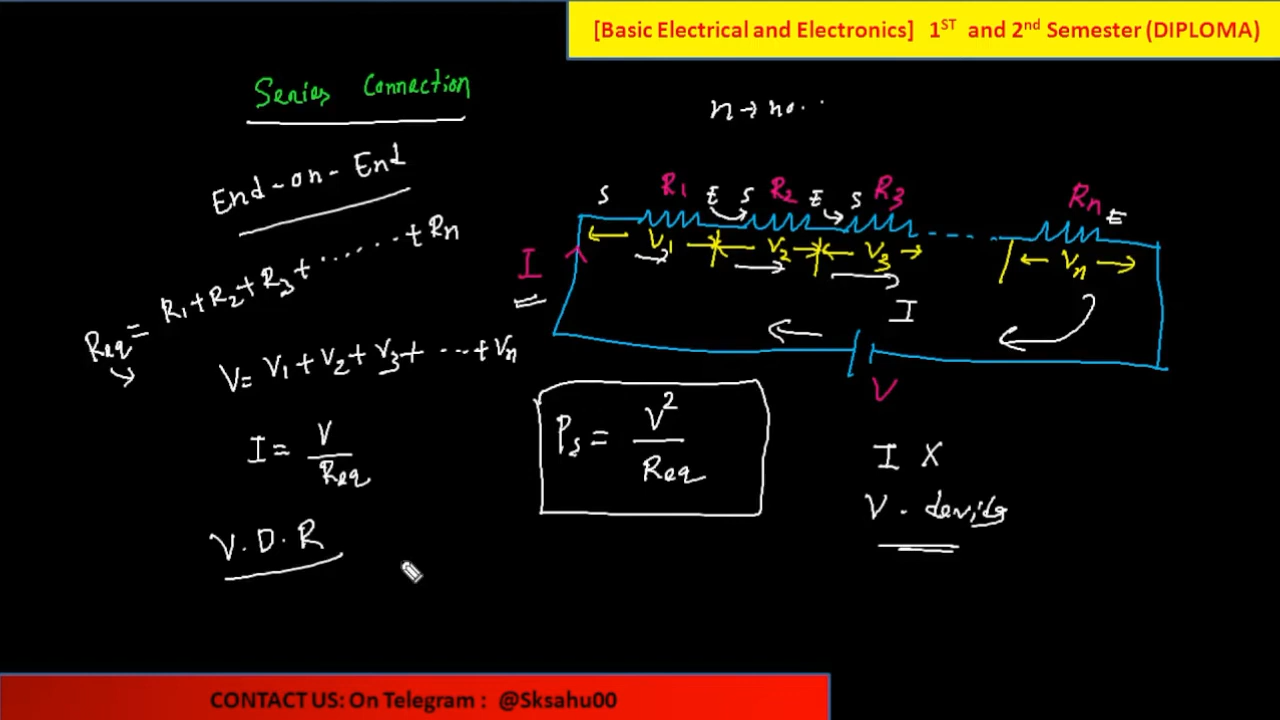 [Basic Electrical and Electronics] 1ST and 2nd Semester (DIPLOMA)
Series Connection
n → no..
End-on-End
S R1 E S R2 E S R3 Rn E
V1 V2 V3 Vn
I
I
Req = R1 + R2 + R3 + ...... + Rn
V = V1 + V2 + V3 + ... + Vn
V
I = V / Req
Ps = V² / Req
I X
V. devide
V.D.R
CONTACT US: On Telegram : @Sksahu00